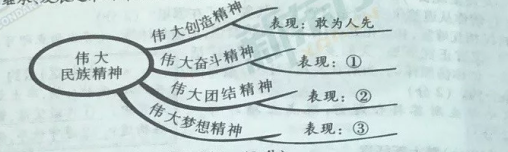 伟大
民族精神
伟大创造精神
表现：敢为人先
伟大奋斗精神
表现：①
伟大团结精神
表现：②
伟大梦想精神
表现：③